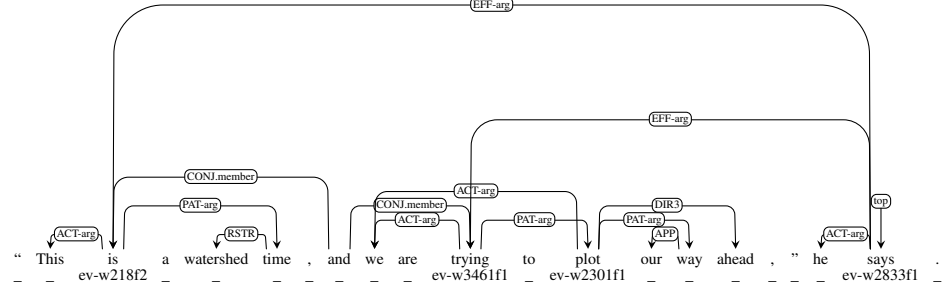 EFF-arg
EFF-arg
CONJ.member ACT-arg
PAT-arg CONJ.member DIR3 top
ACT-arg RSTR ACT-arg PAT-arg PAT-arg APP ACT-arg
“ This is a watershed time , and we are trying to plot our way ahead , ” he says .
_ _ ev-w218f2 _ _ _ _ _ _ _ ev-w3461f1 _ ev-w2301f1 _ _ _ _ _ _ ev-w2833f1 _